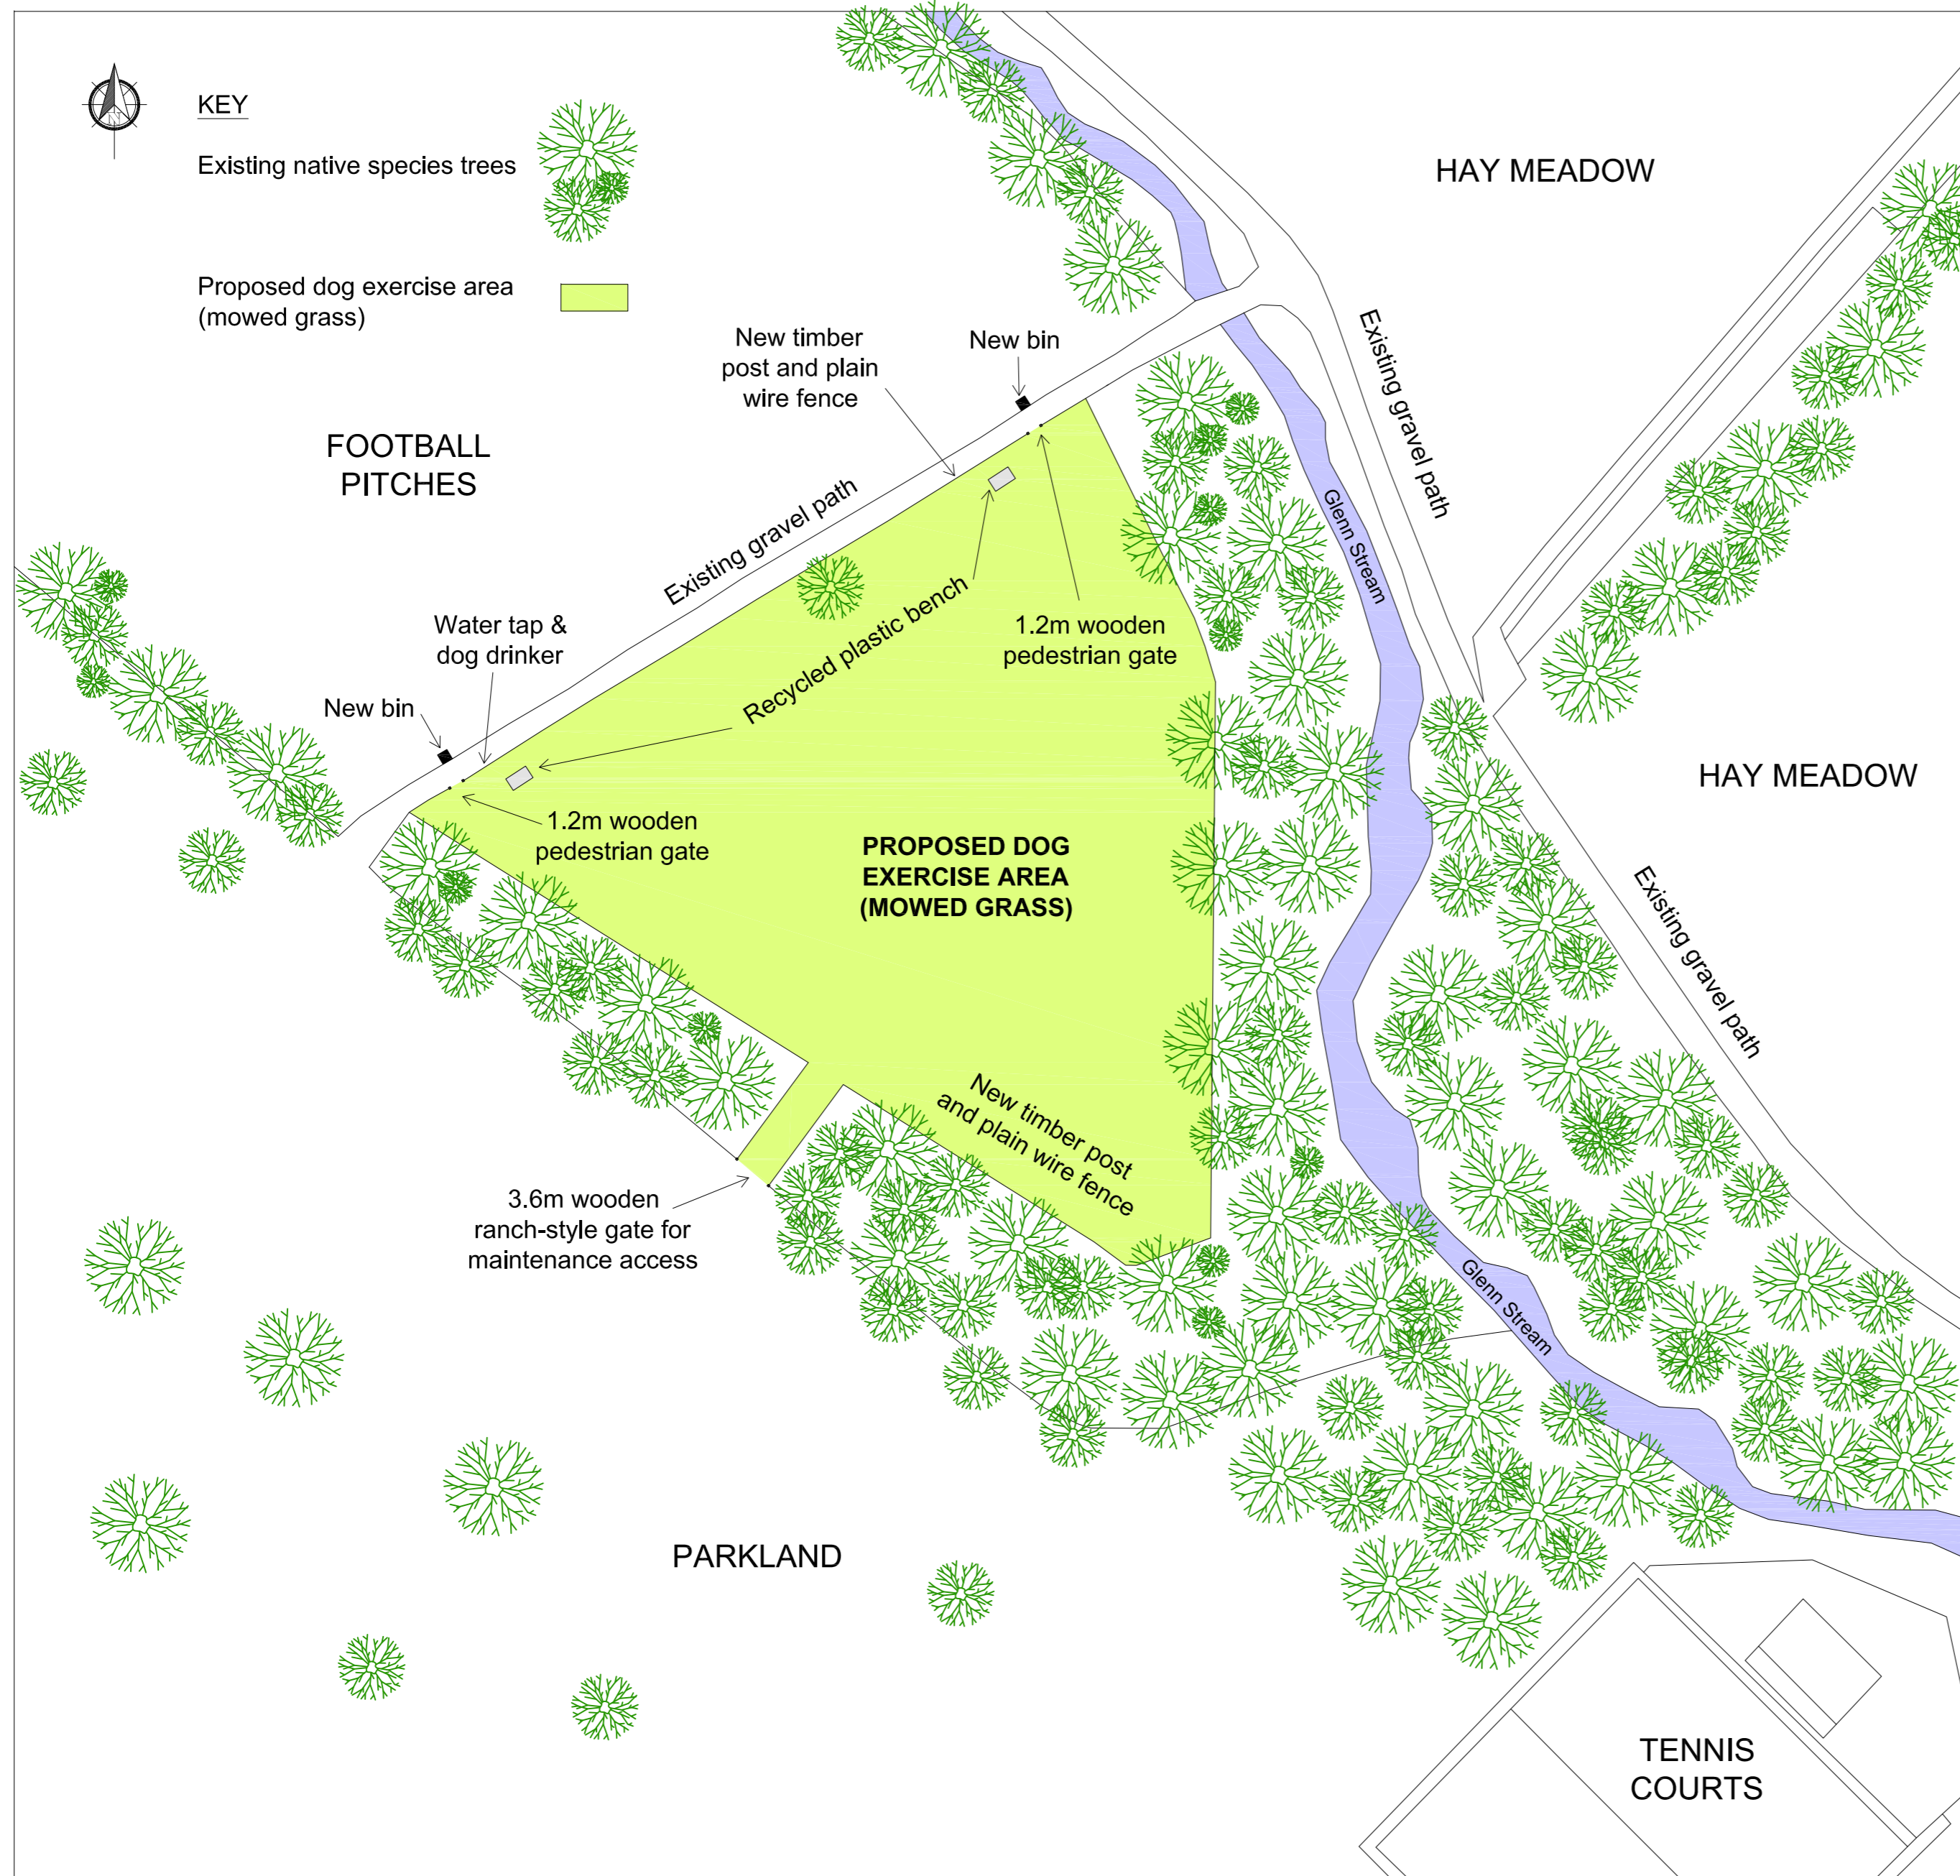 KEY
Existing native species trees
Proposed dog exercise area
(mowed grass)
HAY MEADOW
New timber
post and plain
wire fence
New bin
Existing gravel path
FOOTBALL
PITCHES
Existing gravel path
Glenn Stream
Water tap &
dog drinker
Recycled plastic bench
1.2m wooden
pedestrian gate
New bin
HAY MEADOW
1.2m wooden
pedestrian gate
PROPOSED DOG
EXERCISE AREA
(MOWED GRASS)
Existing gravel path
New timber post
and plain wire fence
3.6m wooden
ranch-style gate for
maintenance access
Glenn Stream
PARKLAND
TENNIS
COURTS